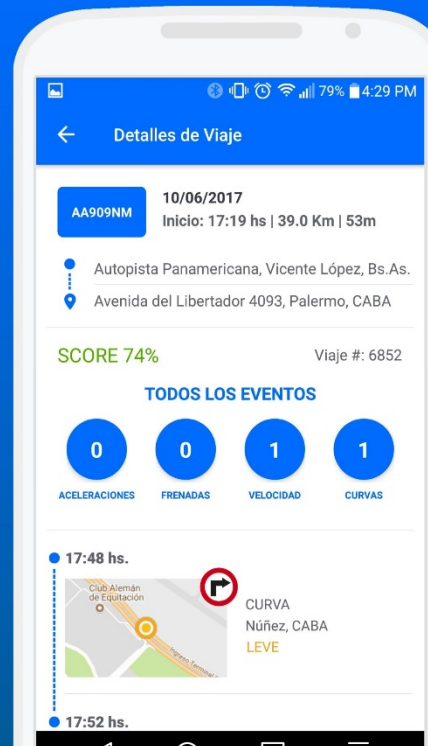 79% 4:29 PM
Detalles de Viaje
AA909NM
10/06/2017
Inicio: 17:19 hs | 39.0 Km | 53m
Autopista Panamericana, Vicente López, Bs.As.
Avenida del Libertador 4093, Palermo, CABA
SCORE 74%
Viaje #: 6852
TODOS LOS EVENTOS
0 0 1 1
ACELERACIONES FRENADAS VELOCIDAD CURVAS
17:48 hs.
Club Alemán
de Equitación
Ingreso Terminal
CURVA
Núñez, CABA
LEVE
17:52 hs.